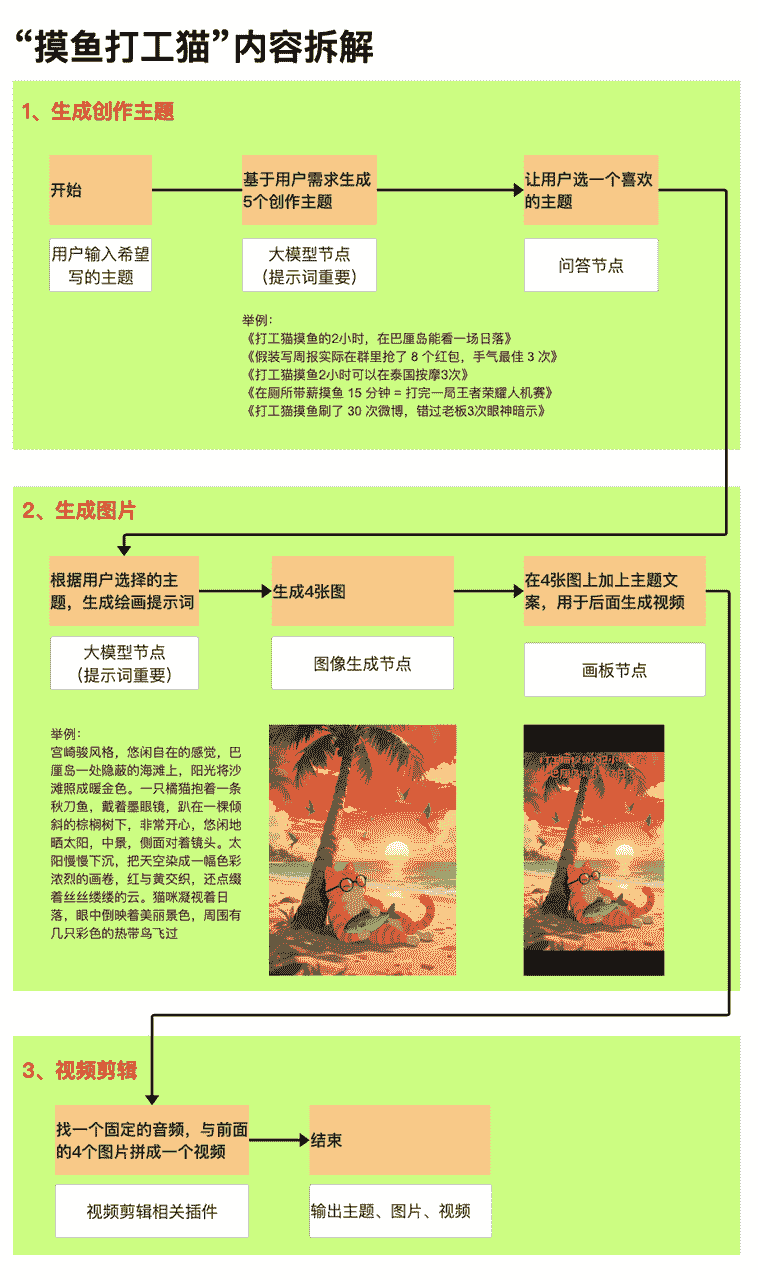 “摸鱼打工猫”内容拆解
1、生成创作主题
开始
基于用户需求生成
5个创作主题
让用户选一个喜欢
的主题
用户输入希望
写的主题
大模型节点
（提示词重要）
问答节点
举例：
《打工猫摸鱼的2小时，在巴厘岛能看一场日落》
《假装写周报实际在群里抢了 8 个红包，手气最佳 3 次》
《打工猫摸鱼2小时可以在泰国按摩3次》
《在厕所带薪摸鱼 15 分钟 = 打完一局王者荣耀人机赛》
《打工猫摸鱼刷了 30 次微博，错过老板3次眼神暗示》
2、生成图片
根据用户选择的主
题，生成绘画提示词
生成4张图
在4张图上加上主题文
案，用于后面生成视频
大模型节点
（提示词重要）
图像生成节点
画板节点
举例：
宫崎骏风格，悠闲自在的感觉，巴
厘岛一处隐蔽的海滩上，阳光将沙
滩照成暖金色。一只橘猫抱着一条
秋刀鱼，戴着墨眼镜，趴在一棵倾
斜的棕榈树下，非常开心，悠闲地
晒太阳，中景，侧面对着镜头。太
阳慢慢下沉，把天空染成一幅色彩
浓烈的画卷，红与黄交织，还点缀
着丝丝缕缕的云。猫咪凝视着日
落，眼中倒映着美丽景色，周围有
几只彩色的热带鸟飞过
3、视频剪辑
找一个固定的音频，与前面
的4个图片拼成一个视频
结束
视频剪辑相关插件
输出主题、图片、视频